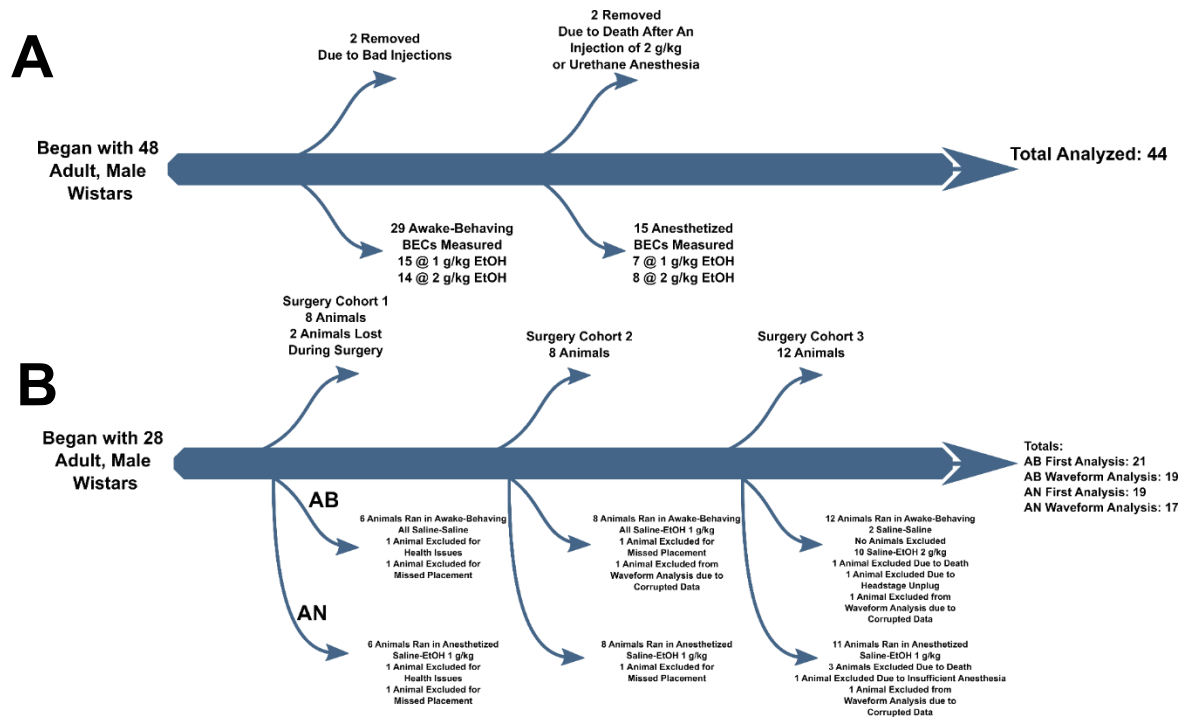 A
2 Removed
Due to Bad Injections
2 Removed
Due to Death After An
Injection of 2 g/kg
or Urethane Anesthesia
Began with 48
Adult, Male
Wistars
Total Analyzed: 44
29 Awake-Behaving
BECs Measured
15 @ 1 g/kg EtOH
14 @ 2 g/kg EtOH
15 Anesthetized
BECs Measured
7 @ 1 g/kg EtOH
8 @ 2 g/kg EtOH
B
Surgery Cohort 1
8 Animals
2 Animals Lost
During Surgery
Surgery Cohort 2
8 Animals
Surgery Cohort 3
12 Animals
Began with 28
Adult, Male
Wistars
Totals:
AB First Analysis: 21
AB Waveform Analysis: 19
AN First Analysis: 19
AN Waveform Analysis: 17
AB
6 Animals Ran in Awake-Behaving
All Saline-Saline
1 Animal Excluded for
Health Issues
1 Animal Excluded for
Missed Placement
8 Animals Ran in Awake-Behaving
All Saline-EtOH 1 g/kg
1 Animal Excluded for
Missed Placement
1 Animal Excluded from
Waveform Analysis due to
Corrupted Data
12 Animals Ran in Awake-Behaving
2 Saline-Saline
No Animals Excluded
10 Saline-EtOH 2 g/kg
1 Animal Excluded Due to Death
1 Animal Excluded Due to
Headstage Unplug
1 Animal Excluded from
Waveform Analysis due to
Corrupted Data
AN
6 Animals Ran in Anesthetized
Saline-EtOH 1 g/kg
1 Animal Excluded for
Health Issues
1 Animal Excluded for
Missed Placement
8 Animals Ran in Anesthetized
Saline-EtOH 1 g/kg
1 Animal Excluded for
Missed Placement
11 Animals Ran in Anesthetized
Saline-EtOH 1 g/kg
3 Animals Excluded Due to Death
1 Animal Excluded Due to Insufficient Anesthesia
1 Animal Excluded from
Waveform Analysis due to
Corrupted Data